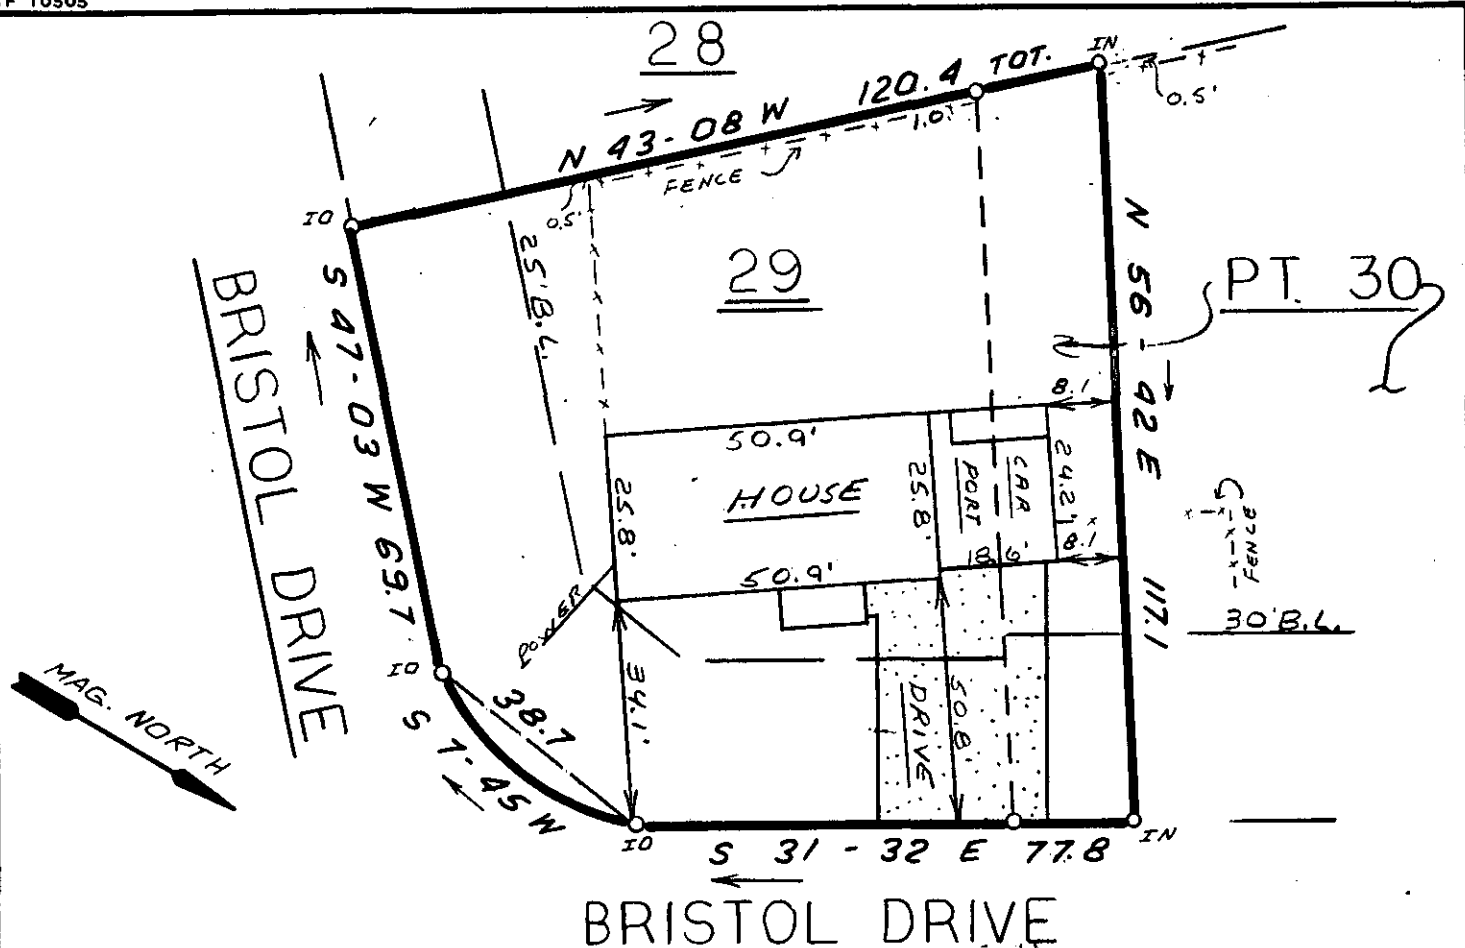 10505
28
N 43-08 W 120.4 TOT.
IN
0.5'
1.0'
FENCE
0.5'
IO
25' B.L.
29
PT. 30
BRISTOL DRIVE
S 47-03 W 69.7
N 56-42 E 117.1
8.1
50.9'
HOUSE
25.8'
25.8'
CAR
PORT
24.2'
8.1'
18.6'
50.9'
FENCE
30' B.L.
POWER
34.1'
DRIVE
50.8
IO
38.7
S 7-45 W
MAG. NORTH
IO
S 31-32 E 77.8
IN
BRISTOL DRIVE